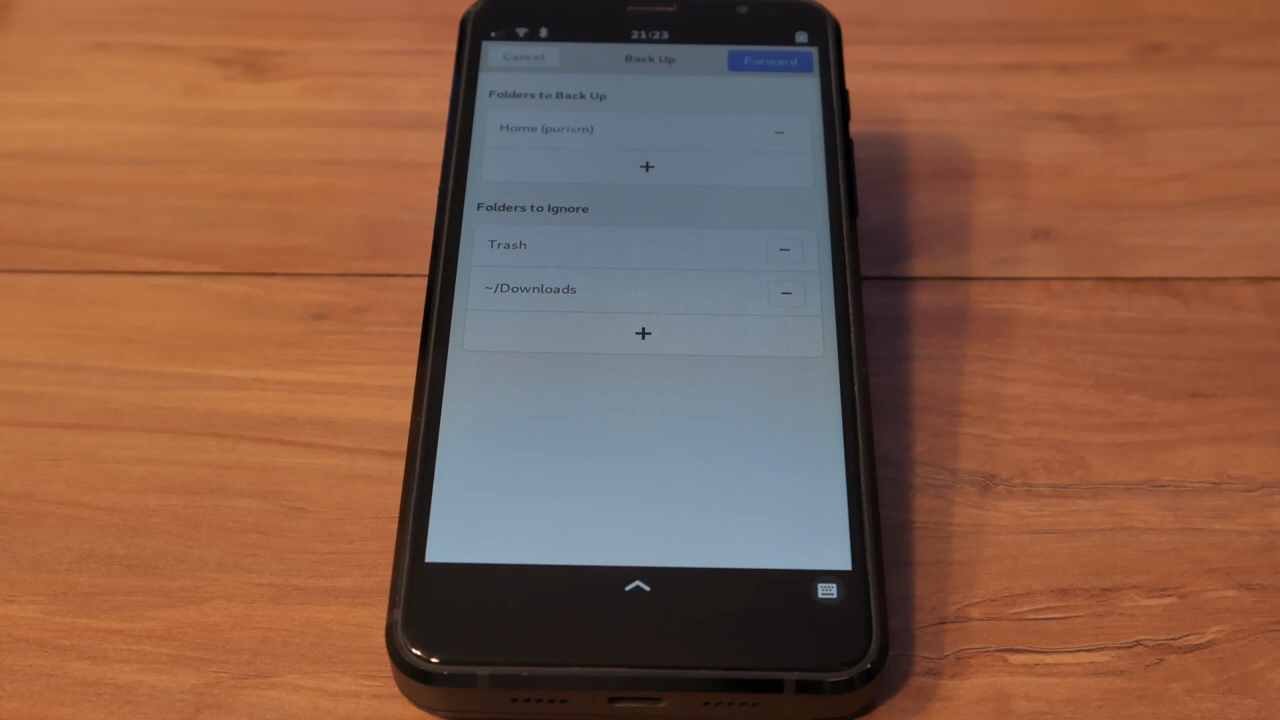 21:23
Cancel Back Up Forward
Folders to Back Up
Home (purism)
Folders to Ignore
Trash
~/Downloads